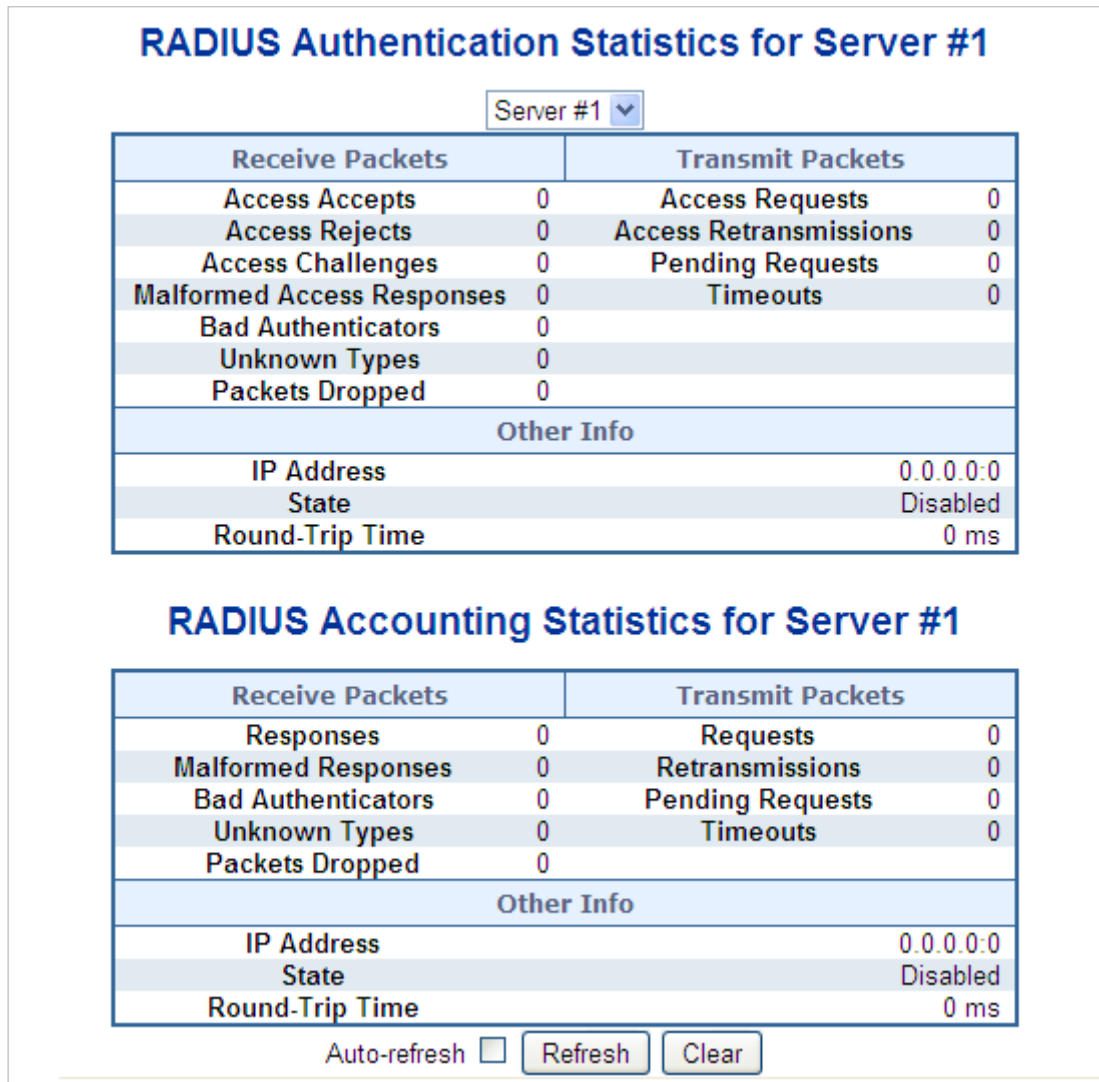 RADIUS Authentication Statistics for Server #1
Server #1
Receive Packets Transmit Packets
Access Accepts 0 Access Requests 0
Access Rejects 0 Access Retransmissions 0
Access Challenges 0 Pending Requests 0
Malformed Access Responses 0 Timeouts 0
Bad Authenticators 0
Unknown Types 0
Packets Dropped 0
Other Info
IP Address 0.0.0.0:0
State Disabled
Round-Trip Time 0 ms
RADIUS Accounting Statistics for Server #1
Receive Packets Transmit Packets
Responses 0 Requests 0
Malformed Responses 0 Retransmissions 0
Bad Authenticators 0 Pending Requests 0
Unknown Types 0 Timeouts 0
Packets Dropped 0
Other Info
IP Address 0.0.0.0:0
State Disabled
Round-Trip Time 0 ms
Auto-refresh Refresh Clear